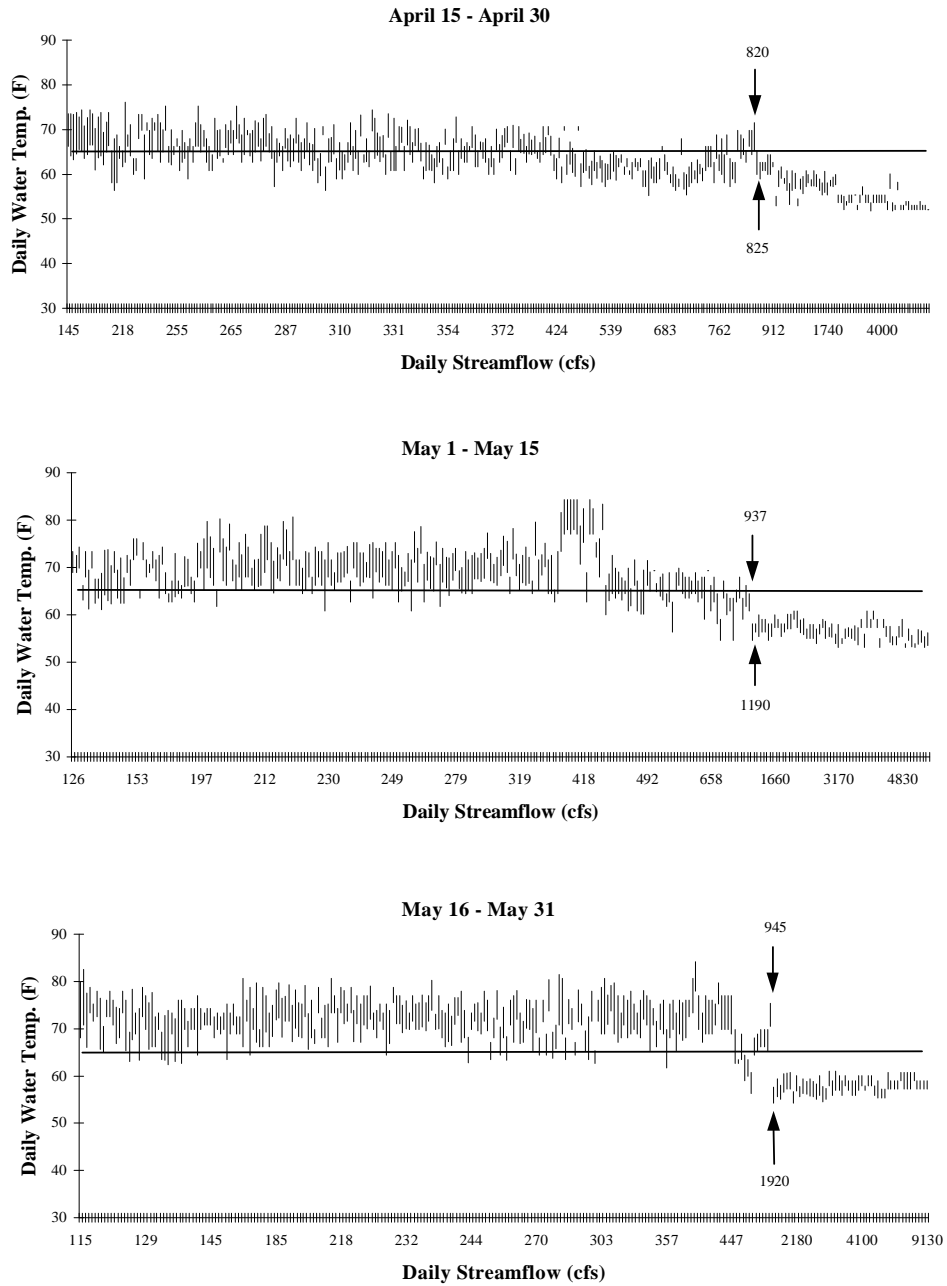 April 15 - April 30
90
80
70
60
50
40
30
Daily Water Temp. (F)
820
825
145 218 255 265 287 310 331 354 372 424 539 683 762 912 1740 4000
Daily Streamflow (cfs)
May 1 - May 15
90
80
70
60
50
40
30
Daily Water Temp. (F)
937
1190
126 153 197 212 230 249 279 319 418 492 658 1660 3170 4830
Daily Streamflow (cfs)
May 16 - May 31
90
80
70
60
50
40
30
Daily Water Temp. (F)
945
1920
115 129 145 185 218 232 244 270 303 357 447 2180 4100 9130
Daily Streamflow (cfs)